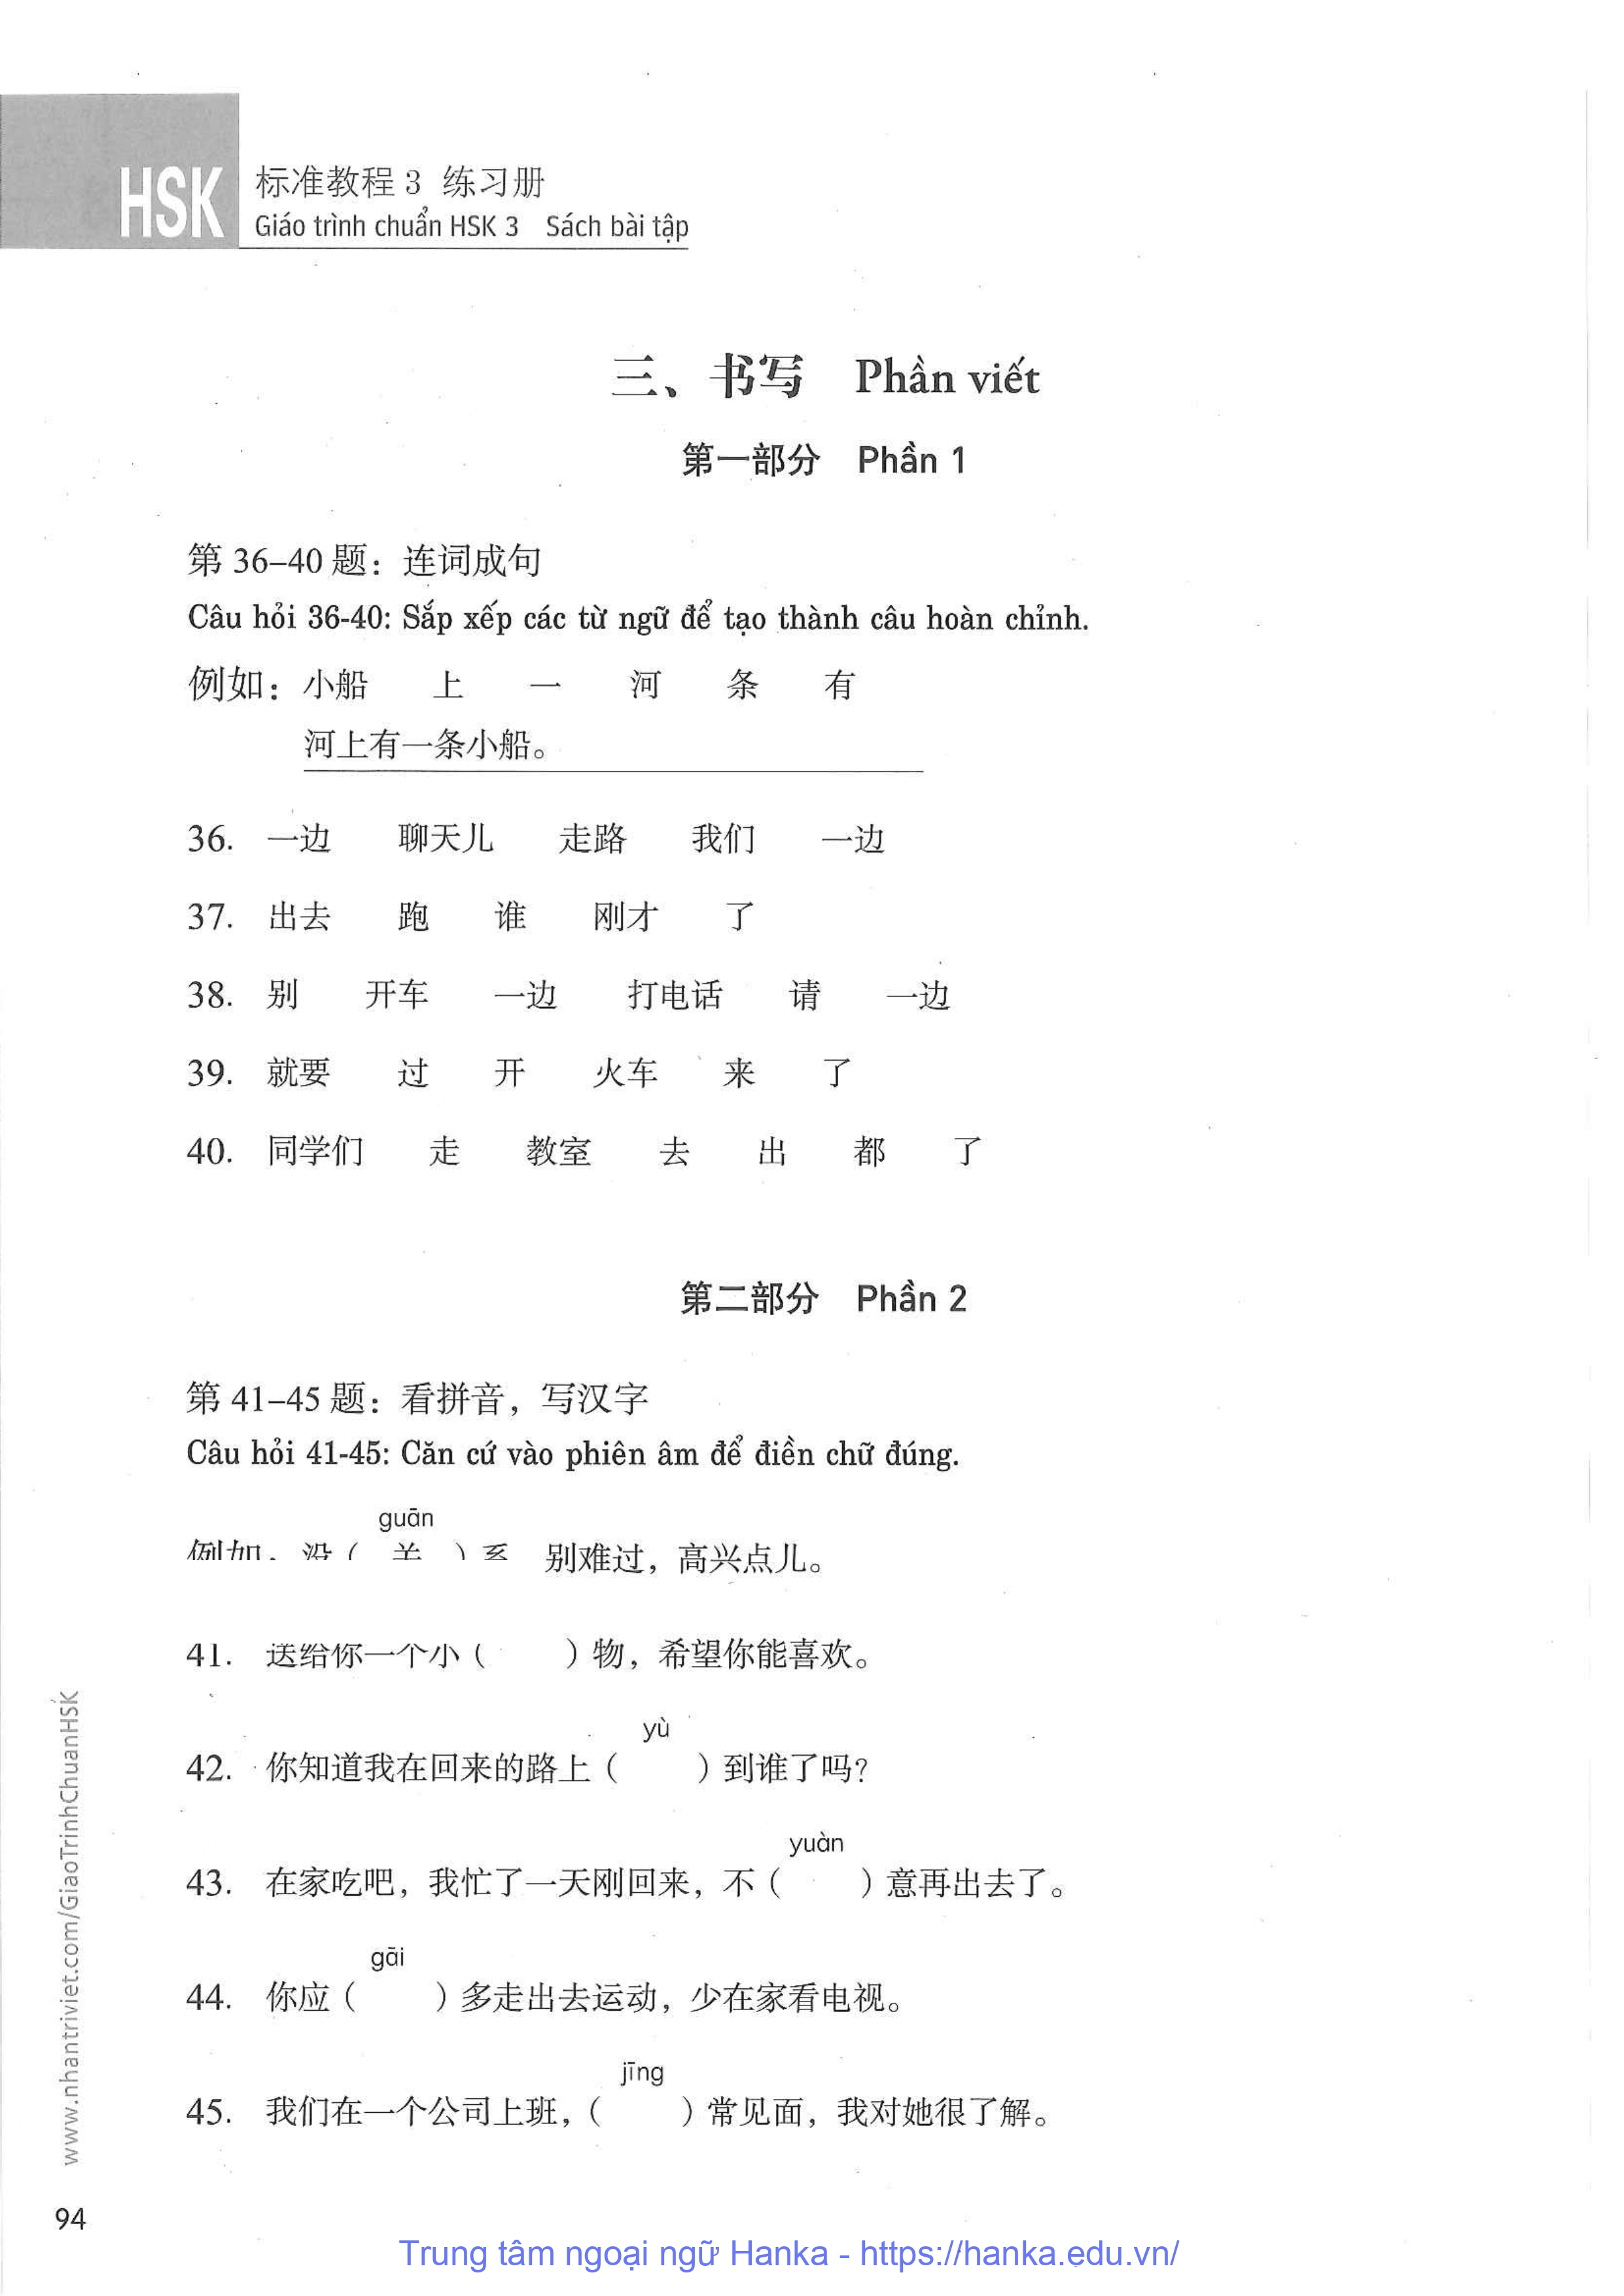 HSK
标准教程 3 练习册
Giáo trình chuẩn HSK 3 Sách bài tập
三、书写 Phần viết
第一部分 Phần 1
第 36–40 题：连词成句
Câu hỏi 36-40: Sắp xếp các từ ngữ để tạo thành câu hoàn chỉnh.
例如：小船 上 一 河 条 有
河上有一条小船。
36. 一边 聊天儿 走路 我们 一边
37. 出去 跑 谁 刚才 了
38. 别 开车 一边 打电话 请 一边
39. 就要 过 开 火车 来 了
40. 同学们 走 教室 去 出 都 了
第二部分 Phần 2
第 41–45 题：看拼音，写汉字
Câu hỏi 41-45: Căn cứ vào phiên âm để điền chữ đúng.
guān
例如：没（ 关 ）系 别难过，高兴点儿。
41. 送给你一个小（ ）物，希望你能喜欢。
yù
42. 你知道我在回来的路上（ ）到谁了吗？
yuàn
43. 在家吃吧，我忙了一天刚回来，不（ ）意再出去了。
gāi
44. 你应（ ）多走出去运动，少在家看电视。
jīng
45. 我们在一个公司上班，（ ）常见面，我对她很了解。
www.nhantriviet.com/GiaoTrinhChuanHSK
94
Trung tâm ngoại ngữ Hanka - https://hanka.edu.vn/